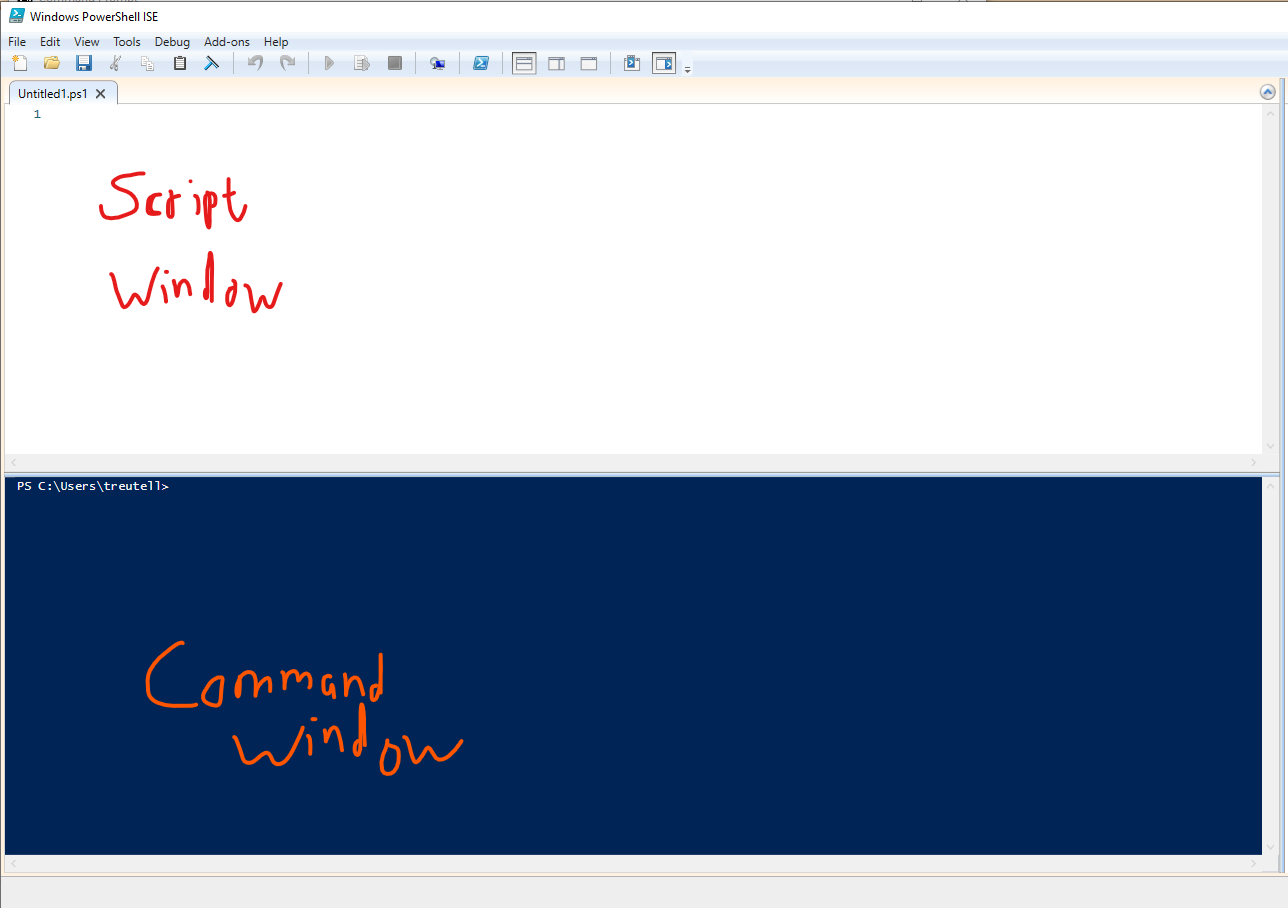 Windows PowerShell ISE
File Edit View Tools Debug Add-ons Help
Untitled1.ps1
1
Script
Window
PS C:\Users\treutell>
Command
Window